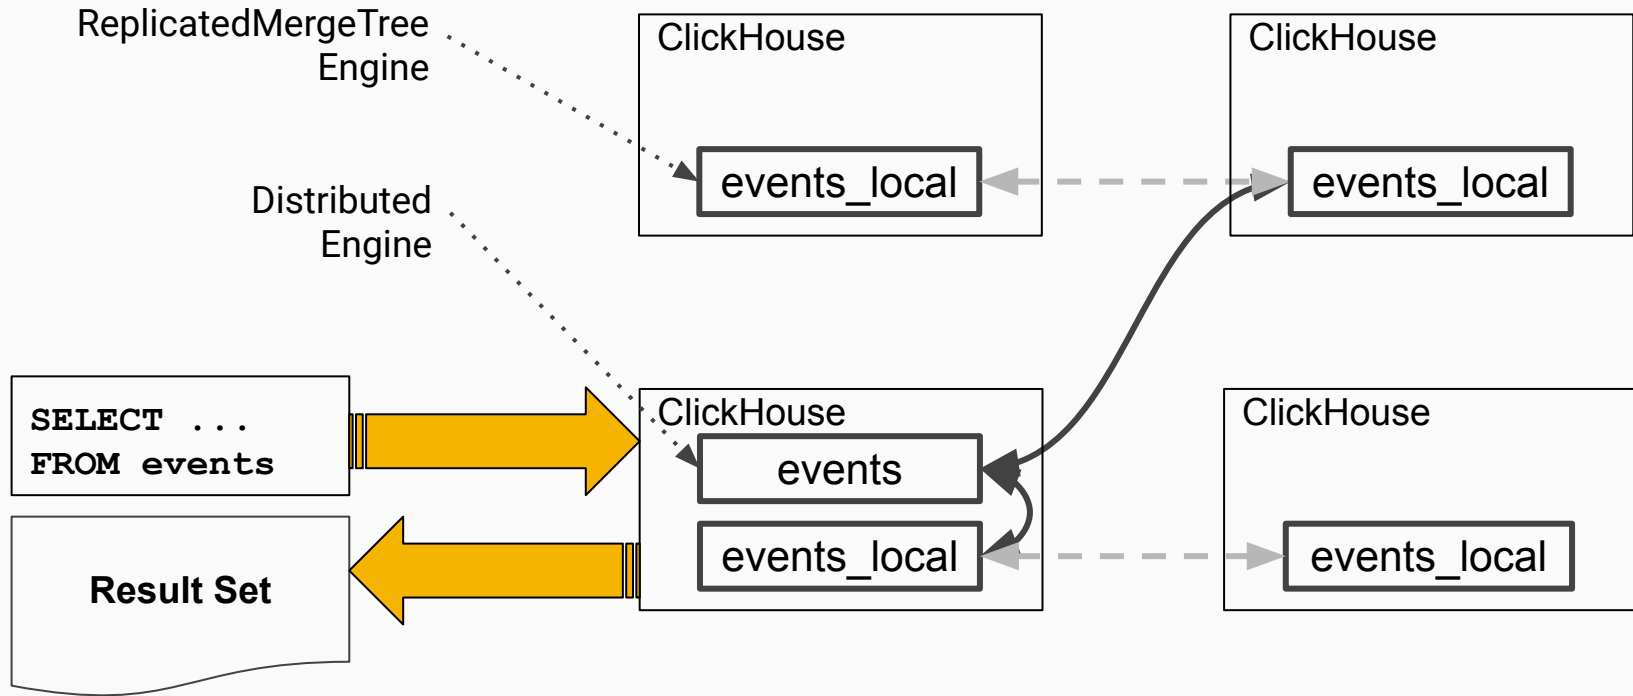 ReplicatedMergeTree
Engine
ClickHouse
events_local
ClickHouse
events_local
Distributed
Engine
SELECT ...
FROM events
ClickHouse
events
events_local
ClickHouse
events_local
Result Set